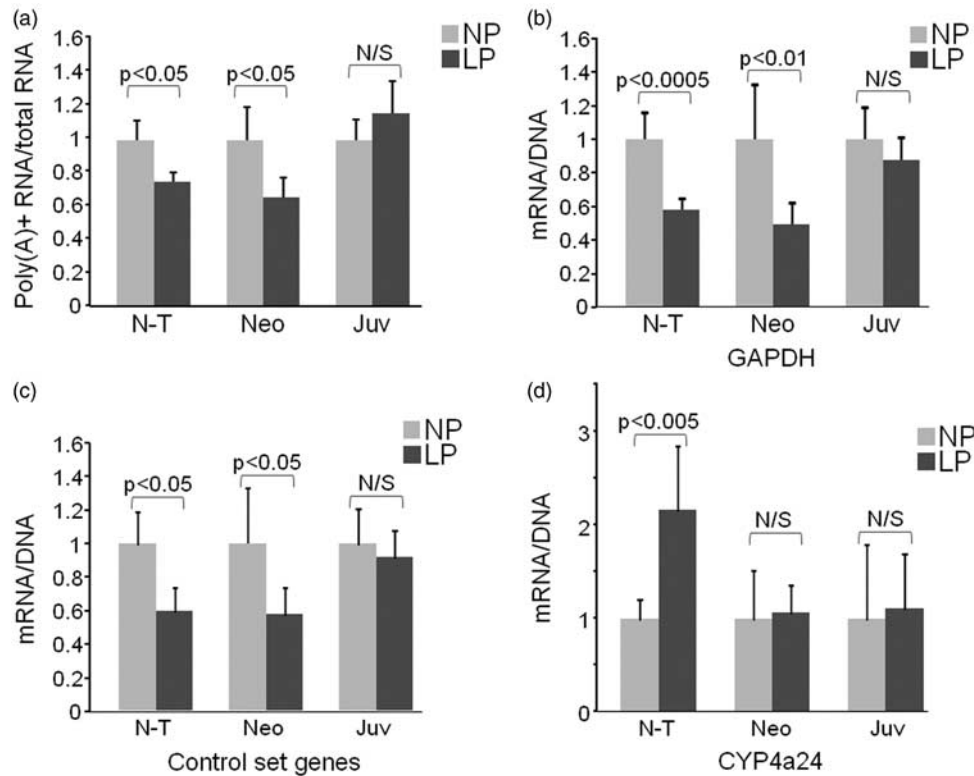 (a)
NP
LP
Poly(A)+ RNA/total RNA
1.6
1.4
1.2
1
0.8
0.6
0.4
0.2
0
p<0.05
p<0.05
N/S
N-T Neo Juv
(b)
NP
LP
mRNA/DNA
1.6
1.4
1.2
1
0.8
0.6
0.4
0.2
0
p<0.0005
p<0.01
N/S
N-T Neo Juv
GAPDH
(c)
NP
LP
mRNA/DNA
1.6
1.4
1.2
1
0.8
0.6
0.4
0.2
0
p<0.05
p<0.05
N/S
N-T Neo Juv
Control set genes
(d)
NP
LP
mRNA/DNA
3
2
1
0
p<0.005
N/S
N/S
N-T Neo Juv
CYP4a24